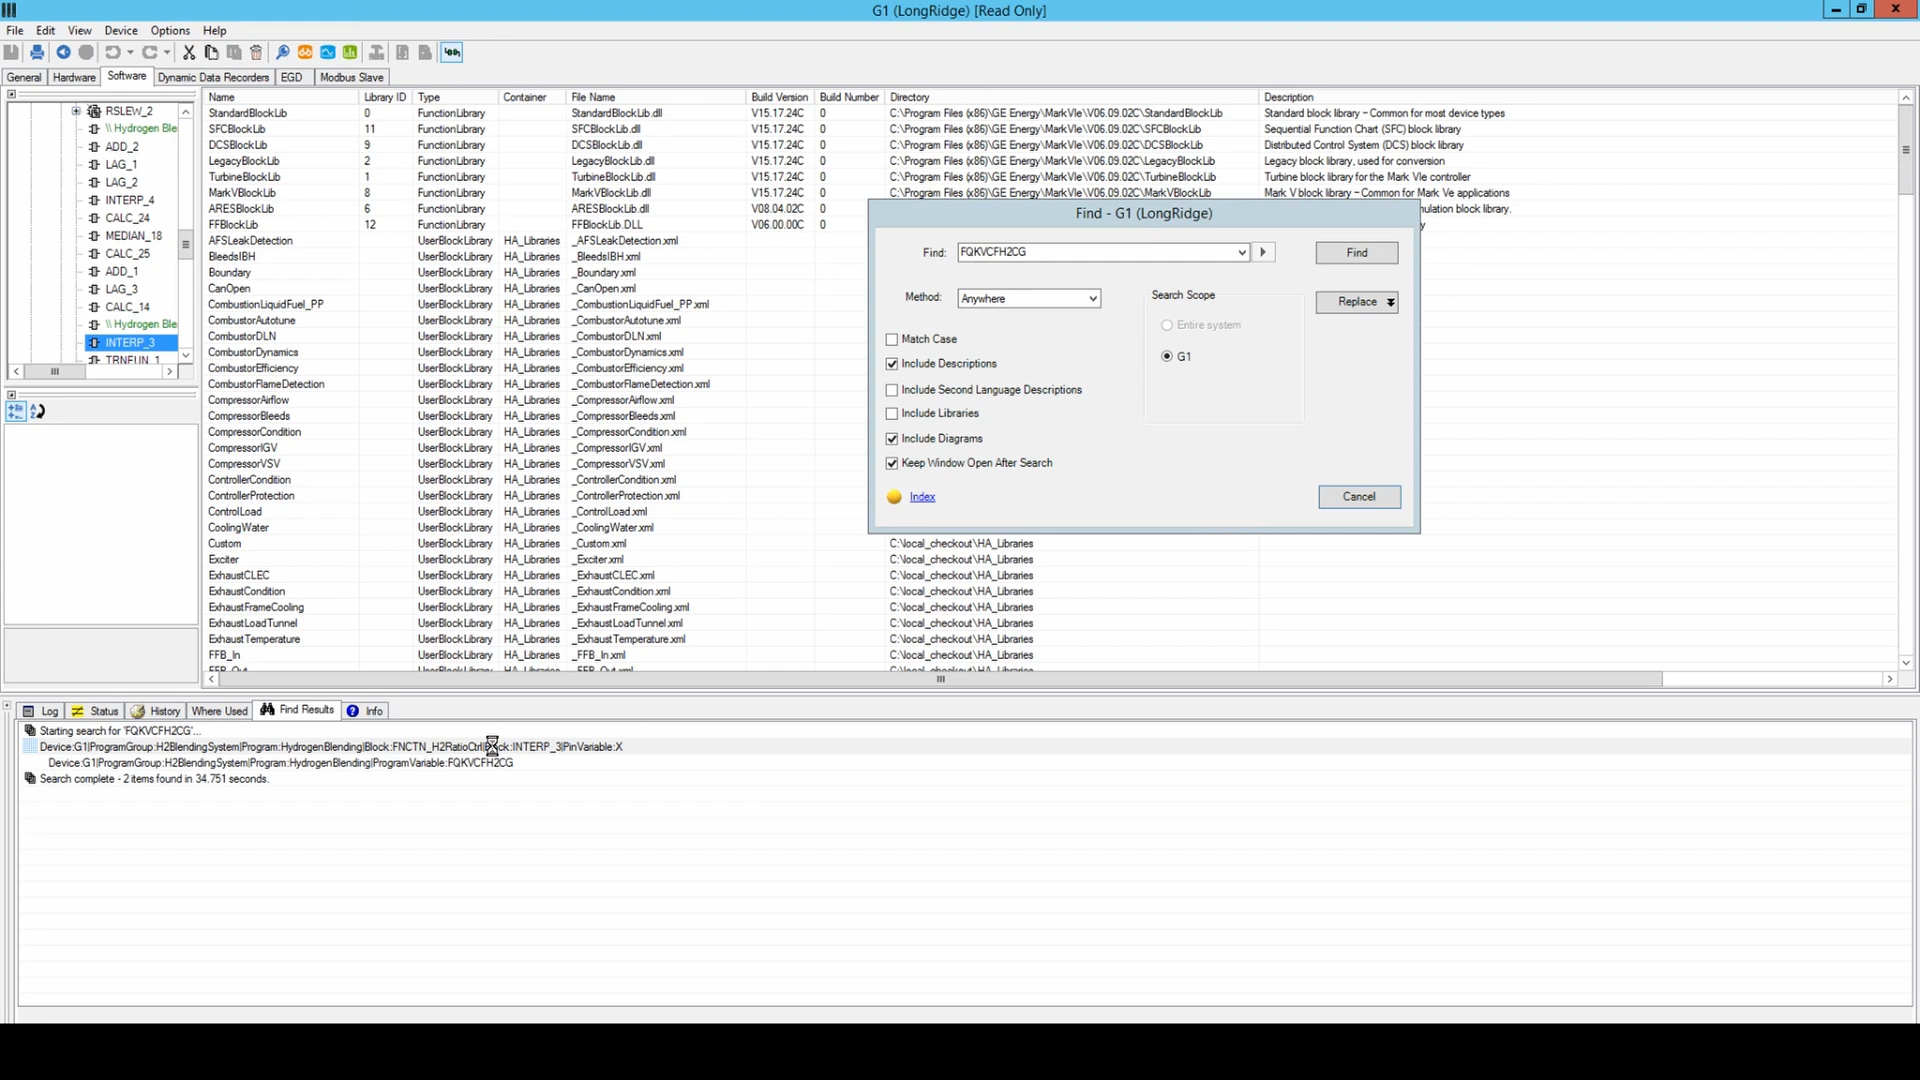 G1 (LongRidge) [Read Only]
File Edit View Device Options Help
General Hardware Software Dynamic Data Recorders EGD Modbus Slave
RSLEW_2
\\ Hydrogen Ble
ADD_2
LAG_1
LAG_2
INTERP_4
CALC_24
MEDIAN_18
CALC_25
ADD_1
LAG_3
CALC_14
\\ Hydrogen Ble
INTERP_3
TRNFUN_1
Name Library ID Type Container File Name Build Version Build Number Directory Description
StandardBlockLib 0 FunctionLibrary StandardBlockLib.dll V15.17.24C 0 C:\Program Files (x86)\GE Energy\MarkVIe\V06.09.02C\StandardBlockLib Standard block library - Common for most device types
SFCBlockLib 11 FunctionLibrary SFCBlockLib.dll V15.17.24C 0 C:\Program Files (x86)\GE Energy\MarkVIe\V06.09.02C\SFCBlockLib Sequential Function Chart (SFC) block library
DCSBlockLib 9 FunctionLibrary DCSBlockLib.dll V15.17.24C 0 C:\Program Files (x86)\GE Energy\MarkVIe\V06.09.02C\DCSBlockLib Distributed Control System (DCS) block library
LegacyBlockLib 2 FunctionLibrary LegacyBlockLib.dll V15.17.24C 0 C:\Program Files (x86)\GE Energy\MarkVIe\V06.09.02C\LegacyBlockLib Legacy block library, used for conversion
TurbineBlockLib 1 FunctionLibrary TurbineBlockLib.dll V15.17.24C 0 C:\Program Files (x86)\GE Energy\MarkVIe\V06.09.02C\TurbineBlockLib Turbine block library for the Mark VIe controller
MarkVBlockLib 8 FunctionLibrary MarkVBlockLib.dll V15.17.24C 0 C:\Program Files (x86)\GE Energy\MarkVIe\V06.09.02C\MarkVBlockLib Mark V block library - Common for Mark Ve applications
ARESBlockLib 6 FunctionLibrary ARESBlockLib.dll V08.04.02C 0 nulation block library.
FFBlockLib 12 FunctionLibrary FFBlockLib.DLL V06.00.00C 0 y
AFSLeakDetection UserBlockLibrary HA_Libraries _AFSLeakDetection.xml
BleedsIBH UserBlockLibrary HA_Libraries _BleedsIBH.xml
Boundary UserBlockLibrary HA_Libraries _Boundary.xml
CanOpen UserBlockLibrary HA_Libraries _CanOpen.xml
CombustionLiquidFuel_PP UserBlockLibrary HA_Libraries _CombustionLiquidFuel_PP.xml
CombustorAutotune UserBlockLibrary HA_Libraries _CombustorAutotune.xml
CombustorDLN UserBlockLibrary HA_Libraries _CombustorDLN.xml
CombustorDynamics UserBlockLibrary HA_Libraries _CombustorDynamics.xml
CombustorEfficiency UserBlockLibrary HA_Libraries _CombustorEfficiency.xml
CombustorFlameDetection UserBlockLibrary HA_Libraries _CombustorFlameDetection.xml
CompressorAirflow UserBlockLibrary HA_Libraries _CompressorAirflow.xml
CompressorBleeds UserBlockLibrary HA_Libraries _CompressorBleeds.xml
CompressorCondition UserBlockLibrary HA_Libraries _CompressorCondition.xml
CompressorIGV UserBlockLibrary HA_Libraries _CompressorIGV.xml
CompressorVSV UserBlockLibrary HA_Libraries _CompressorVSV.xml
ControllerCondition UserBlockLibrary HA_Libraries _ControllerCondition.xml
ControllerProtection UserBlockLibrary HA_Libraries _ControllerProtection.xml
ControlLoad UserBlockLibrary HA_Libraries _ControlLoad.xml
CoolingWater UserBlockLibrary HA_Libraries _CoolingWater.xml
Custom UserBlockLibrary HA_Libraries _Custom.xml C:\local_checkout\HA_Libraries
Exciter UserBlockLibrary HA_Libraries _Exciter.xml C:\local_checkout\HA_Libraries
ExhaustCLEC UserBlockLibrary HA_Libraries _ExhaustCLEC.xml C:\local_checkout\HA_Libraries
ExhaustCondition UserBlockLibrary HA_Libraries _ExhaustCondition.xml C:\local_checkout\HA_Libraries
ExhaustFrameCooling UserBlockLibrary HA_Libraries _ExhaustFrameCooling.xml C:\local_checkout\HA_Libraries
ExhaustLoadTunnel UserBlockLibrary HA_Libraries _ExhaustLoadTunnel.xml C:\local_checkout\HA_Libraries
ExhaustTemperature UserBlockLibrary HA_Libraries _ExhaustTemperature.xml C:\local_checkout\HA_Libraries
FFB_In UserBlockLibrary HA_Libraries _FFB_In.xml C:\local_checkout\HA_Libraries
FFB_Out UserBlockLibrary HA_Libraries _FFB_Out.xml C:\local_checkout\HA_Libraries
Find - G1 (LongRidge)
Find: FQKVCFH2CG Find
Method: Anywhere Search Scope Replace
Entire system
Match Case
G1
Include Descriptions
Include Second Language Descriptions
Include Libraries
Include Diagrams
Keep Window Open After Search
Index Cancel
Log Status History Where Used Find Results Info
Starting search for 'FQKVCFH2CG'...
Device:G1|ProgramGroup:H2BlendingSystem|Program:HydrogenBlending|Block:FNCTN_H2RatioCtrl|Block:INTERP_3|PinVariable:X
Device:G1|ProgramGroup:H2BlendingSystem|Program:HydrogenBlending|ProgramVariable:FQKVCFH2CG
Search complete - 2 items found in 34.751 seconds.